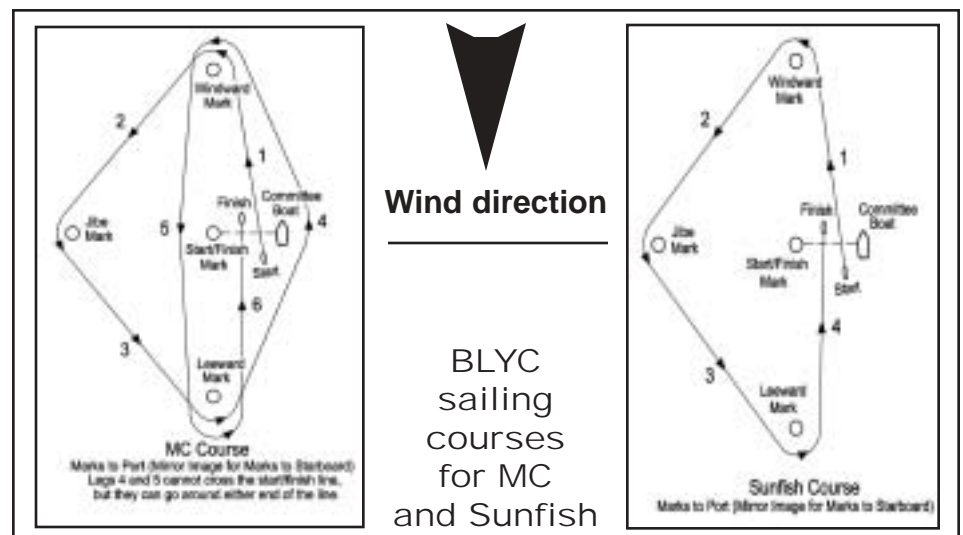 Windward
Mark
2
1
Finish
Committee
Boat
4
5
Jibe
Mark
Start/Finish
Mark
Start
6
3
Leeward
Mark
MC Course
Marks to Port (Mirror Image for Marks to Starboard)
Legs 4 and 5 cannot cross the start/finish line,
but they can go around either end of the line.
Wind direction
BLYC
sailing
courses
for MC
and Sunfish
Windward
Mark
2
1
Finish
Committee
Boat
Jibe
Mark
Start/Finish
Mark
Start
4
3
Leeward
Mark
Sunfish Course
Marks to Port (Mirror Image for Marks to Starboard)